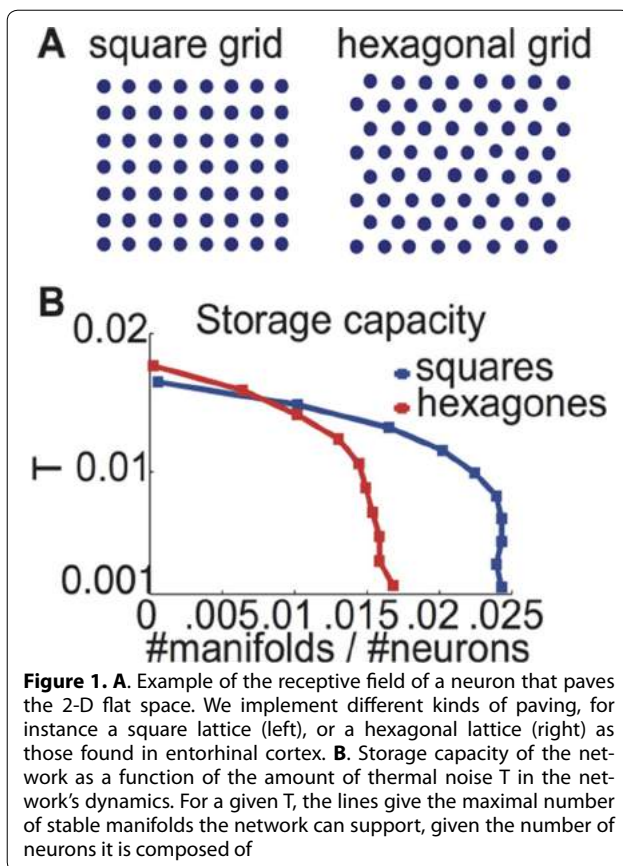 A square grid hexagonal grid
B
Storage capacity
0.02
squares
hexagones
T
0.01
0.001
0 .005 .01 .015 .02 .025
#manifolds / #neurons
Figure 1. A. Example of the receptive field of a neuron that paves
the 2-D flat space. We implement different kinds of paving, for
instance a square lattice (left), or a hexagonal lattice (right) as
those found in entorhinal cortex. B. Storage capacity of the net-
work as a function of the amount of thermal noise T in the net-
work's dynamics. For a given T, the lines give the maximal number
of stable manifolds the network can support, given the number of
neurons it is composed of